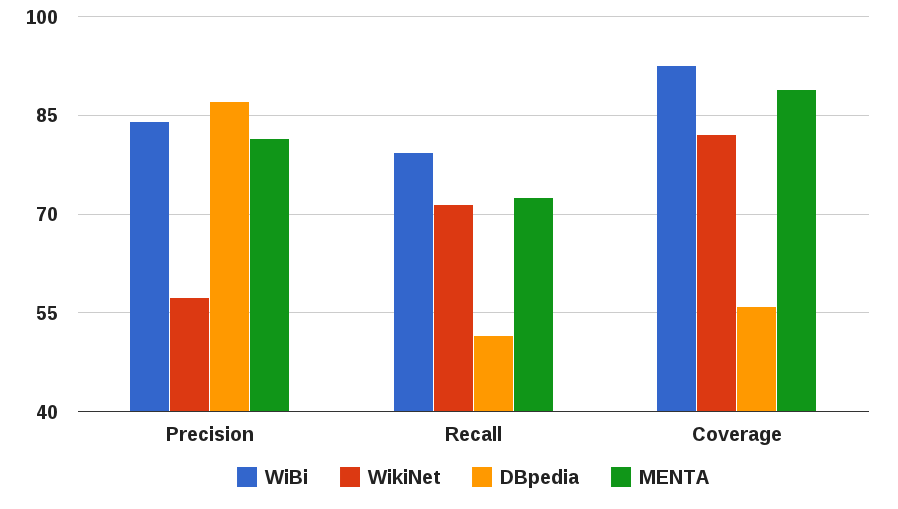 100
85
70
55
40
Precision Recall Coverage
WiBi WikiNet DBpedia MENTA